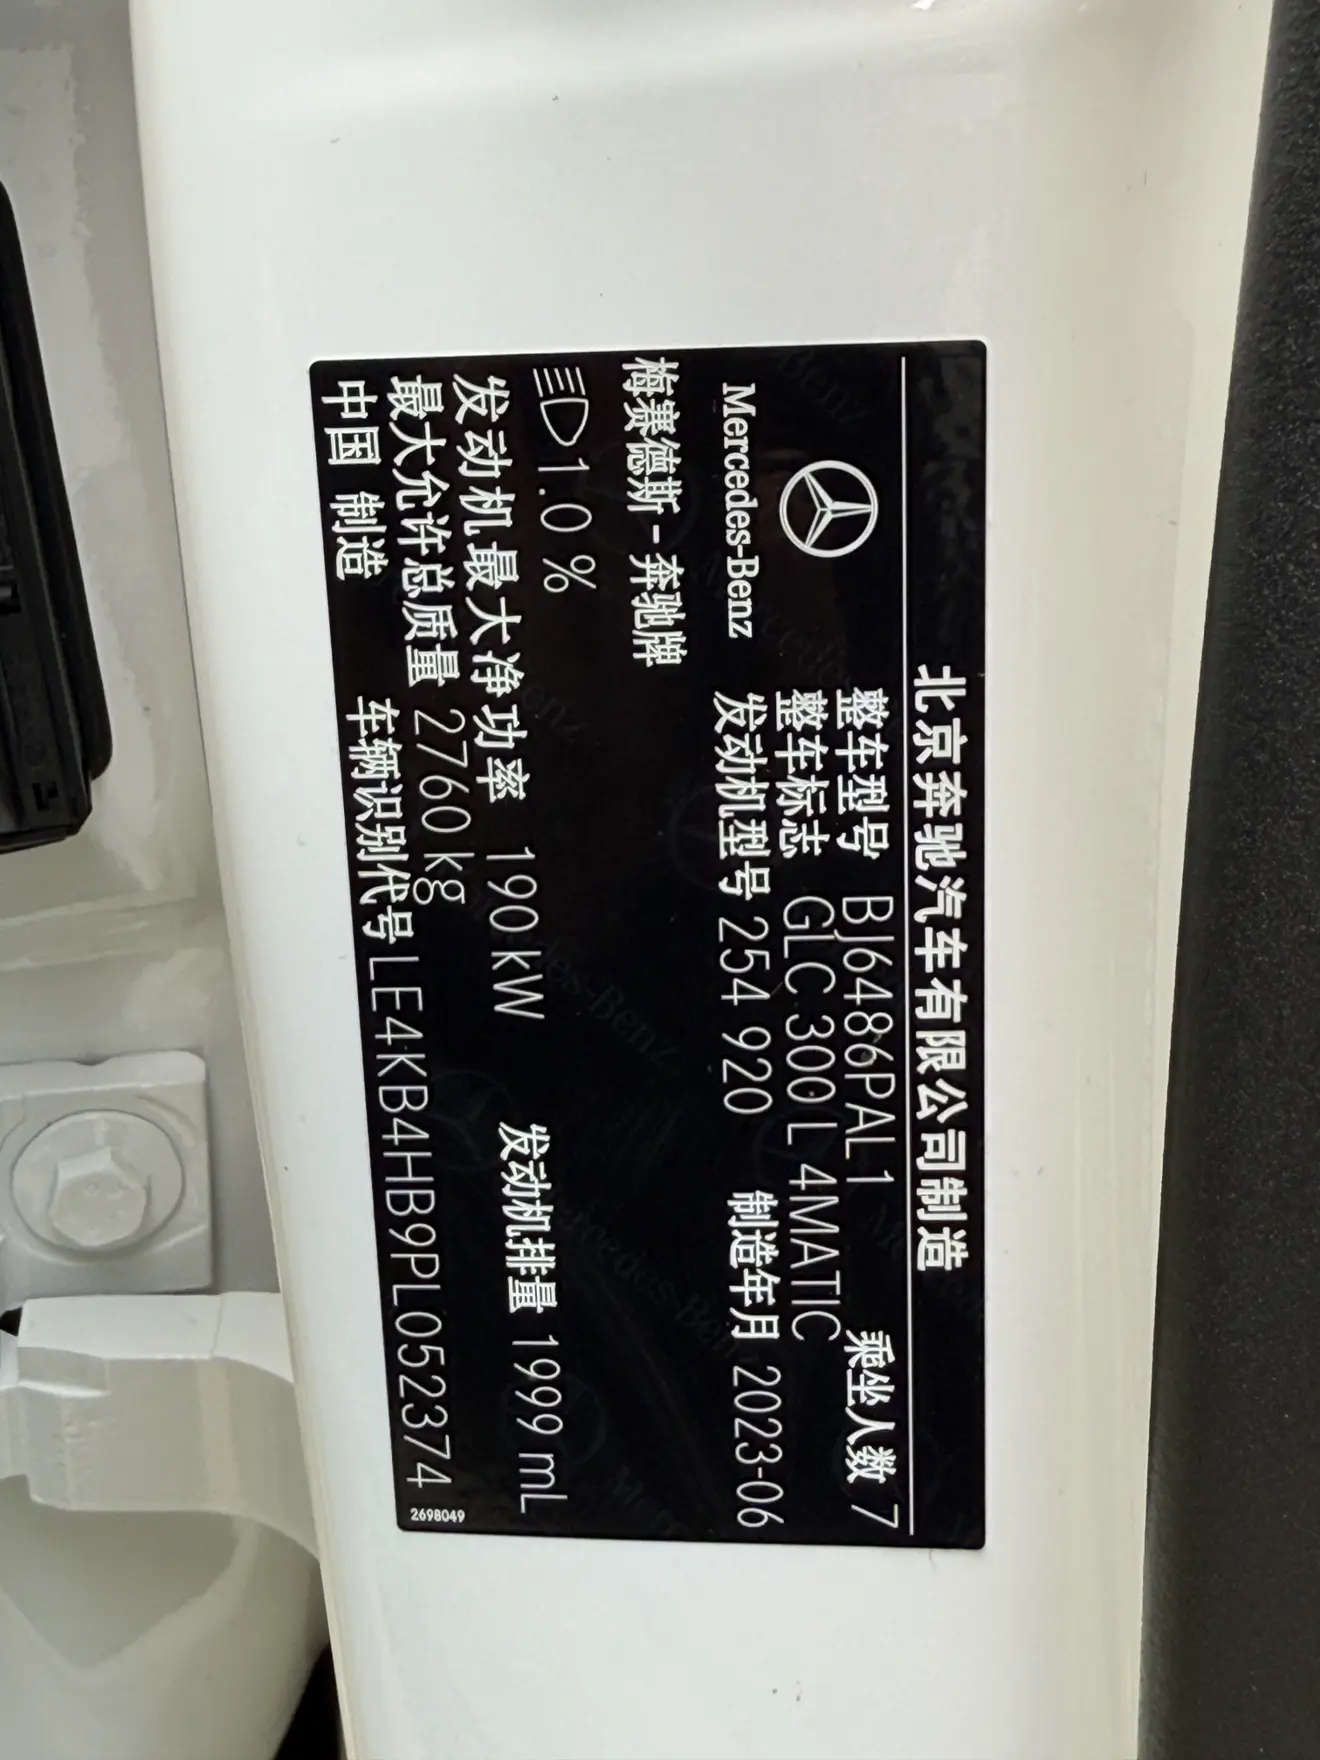 北京奔驰汽车有限公司制造
整车型号 BJ6486PAL1 乘坐人数 7
整车标志 GLC 300 L 4MATIC
Mercedes-Benz 发动机型号 254 920 制造年月 2023-06
梅赛德斯-奔驰牌
1.0 %
发动机最大净功率 190 kW 发动机排量 1999 mL
最大允许总质量 2760 kg
中国 制造 车辆识别代号 LE4KB4HB9PL052374
2698049